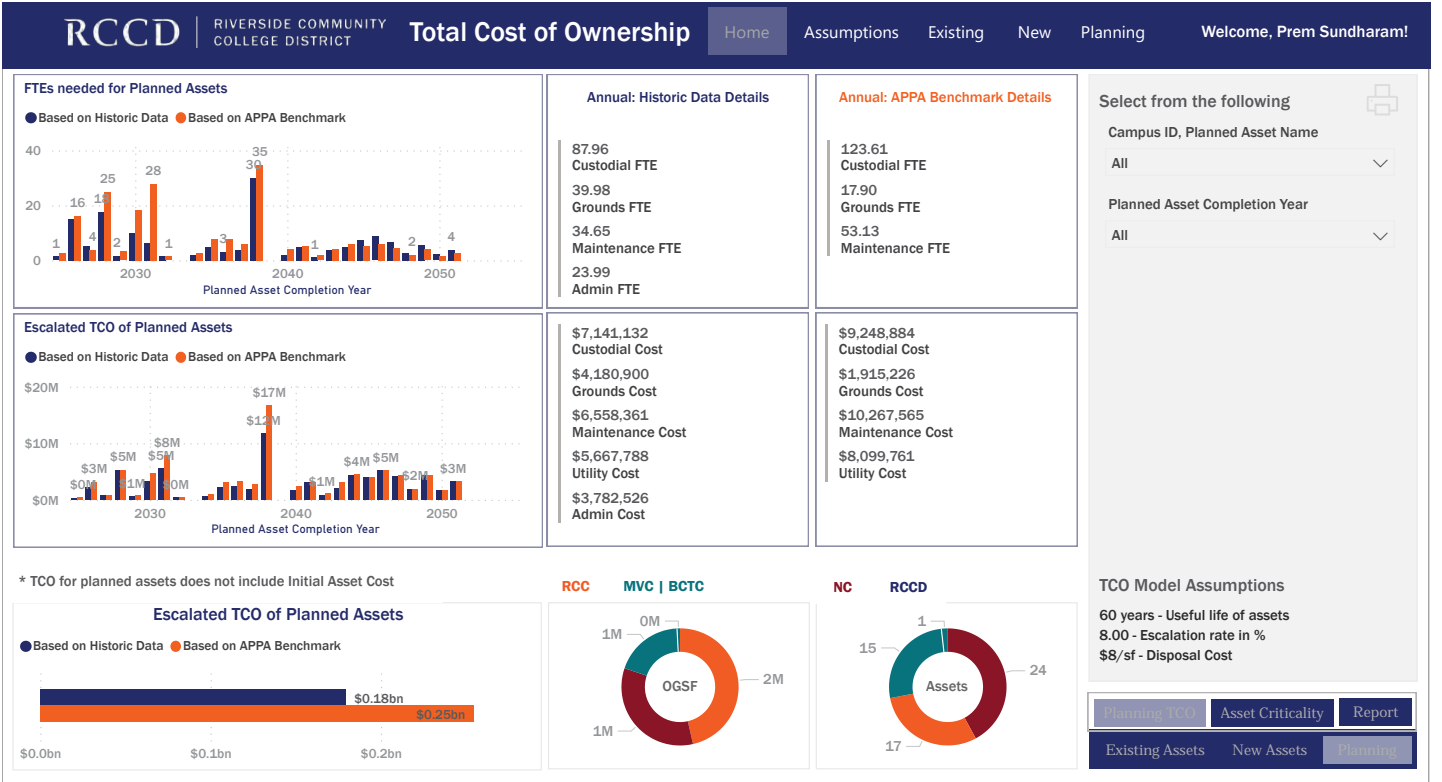 RCCD
RIVERSIDE COMMUNITY
COLLEGE DISTRICT
Total Cost of Ownership
Home
Assumptions
Existing
New
Planning
Welcome, Prem Sundharam!
FTEs needed for Planned Assets
Based on Historic Data
Based on APPA Benchmark
40
20
0
1
16
4
25
18
2
28
1
3
35
30
1
2
4
2030
2040
2050
Planned Asset Completion Year
Annual: Historic Data Details
87.96
Custodial FTE
39.98
Grounds FTE
34.65
Maintenance FTE
23.99
Admin FTE
Annual: APPA Benchmark Details
123.61
Custodial FTE
17.90
Grounds FTE
53.13
Maintenance FTE
Select from the following
Campus ID, Planned Asset Name
All
Planned Asset Completion Year
All
Escalated TCO of Planned Assets
Based on Historic Data
Based on APPA Benchmark
$20M
$10M
$0M
$0M
$3M
$5M
$1M
$8M
$5M
$0M
$17M
$12M
$1M
$4M
$5M
$2M
$3M
2030
2040
2050
Planned Asset Completion Year
$7,141,132
Custodial Cost
$4,180,900
Grounds Cost
$6,558,361
Maintenance Cost
$5,667,788
Utility Cost
$3,782,526
Admin Cost
$9,248,884
Custodial Cost
$1,915,226
Grounds Cost
$10,267,565
Maintenance Cost
$8,099,761
Utility Cost
* TCO for planned assets does not include Initial Asset Cost
Escalated TCO of Planned Assets
Based on Historic Data
Based on APPA Benchmark
$0.18bn
$0.25bn
$0.0bn
$0.1bn
$0.2bn
RCC
MVC | BCTC
NC
RCCD
0M
1M
OGSF
2M
1M
1
15
Assets
24
17
TCO Model Assumptions
60 years - Useful life of assets
8.00 - Escalation rate in %
$8/sf - Disposal Cost
Planning TCO
Asset Criticality
Report
Existing Assets
New Assets
Planning